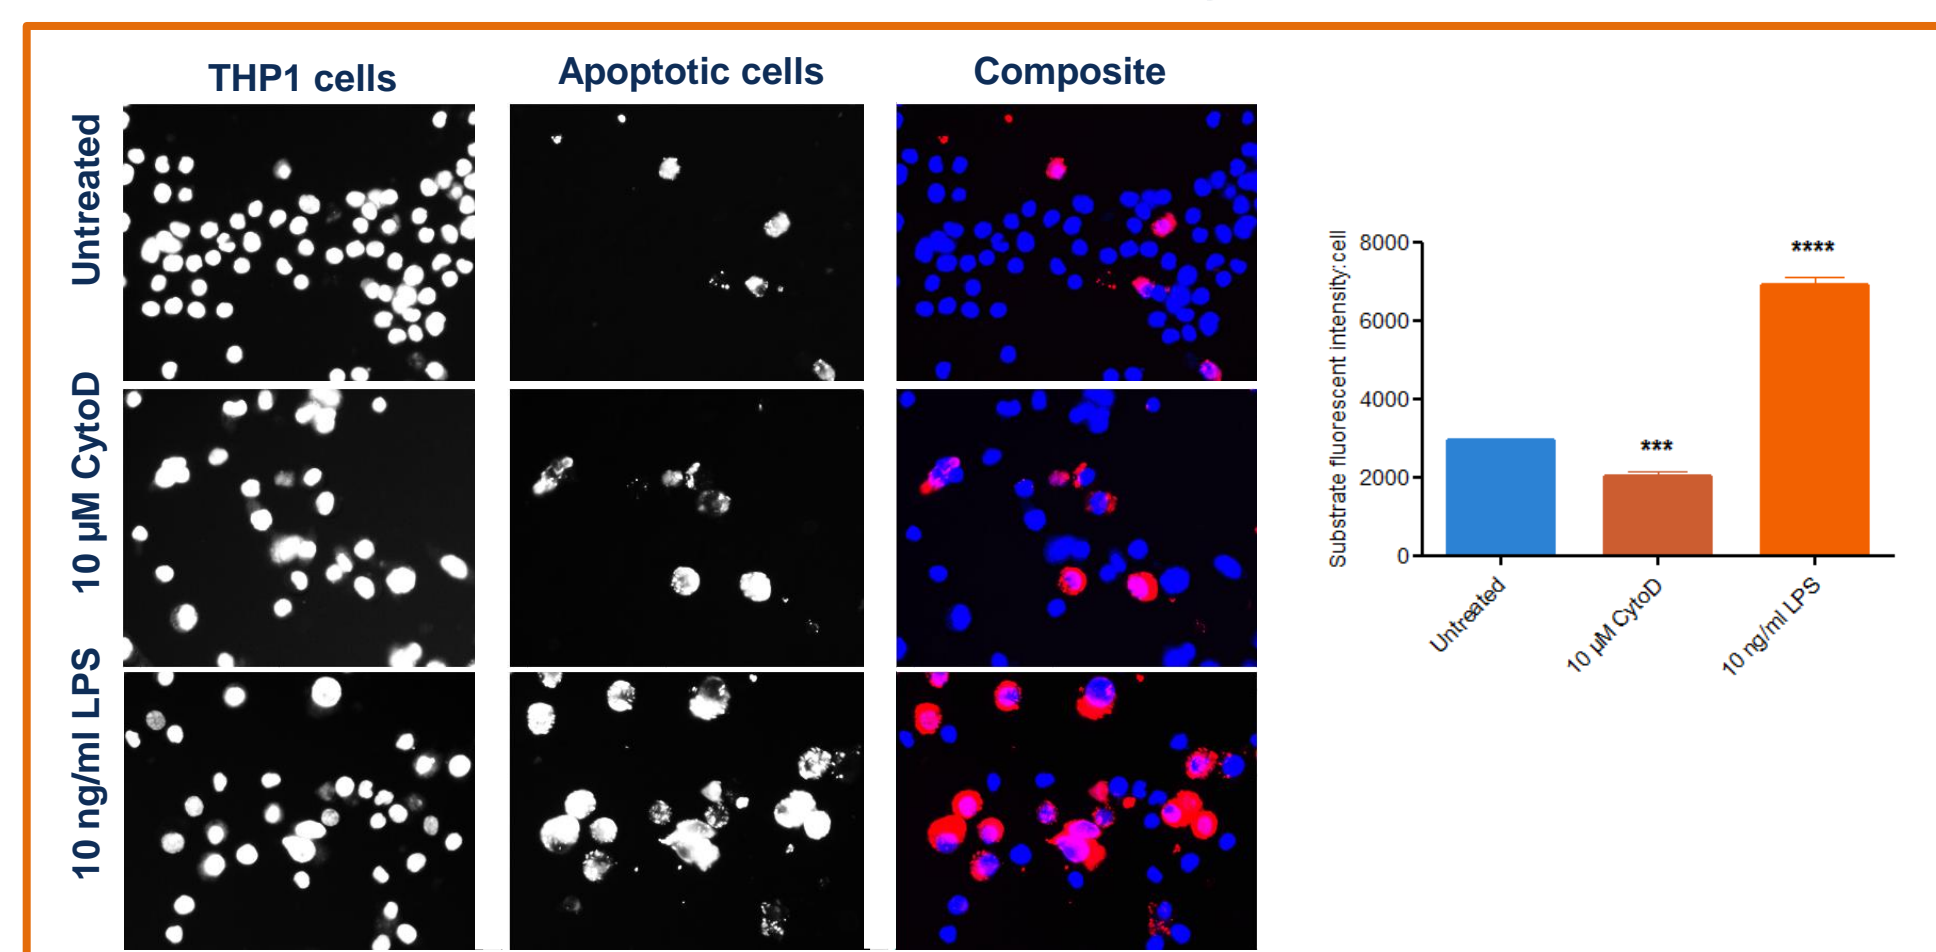 THP1 cells
Apoptotic cells
Composite
Untreated
10 µM CytoD
10 ng/ml LPS
Substrate fluorescent intensity:cell
8000
6000
4000
2000
0
****
***
Untreated
10 µM CytoD
10 ng/ml LPS